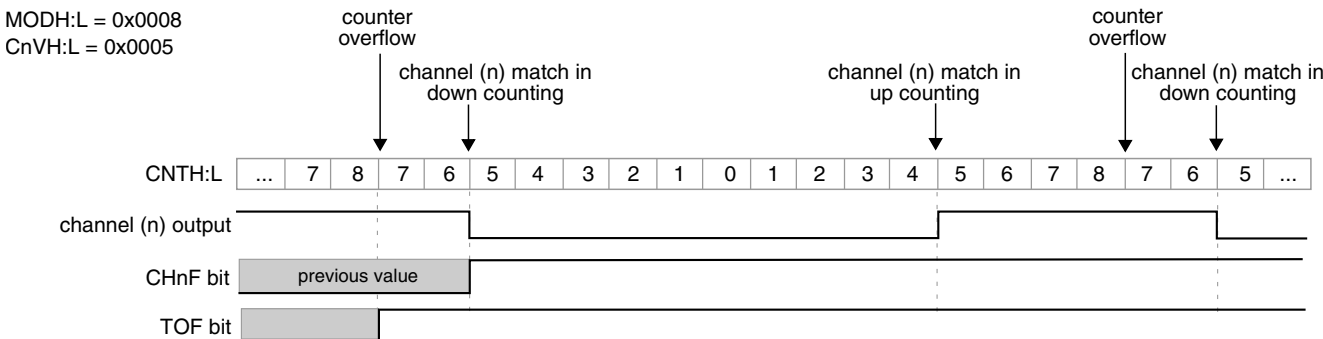 MODH:L = 0x0008
CnVH:L = 0x0005
counter
overflow
channel (n) match in
down counting
channel (n) match in
up counting
counter
overflow
channel (n) match in
down counting
CNTH:L ... 7 8 7 6 5 4 3 2 1 0 1 2 3 4 5 6 7 8 7 6 5 ...
channel (n) output
CHnF bit previous value
TOF bit